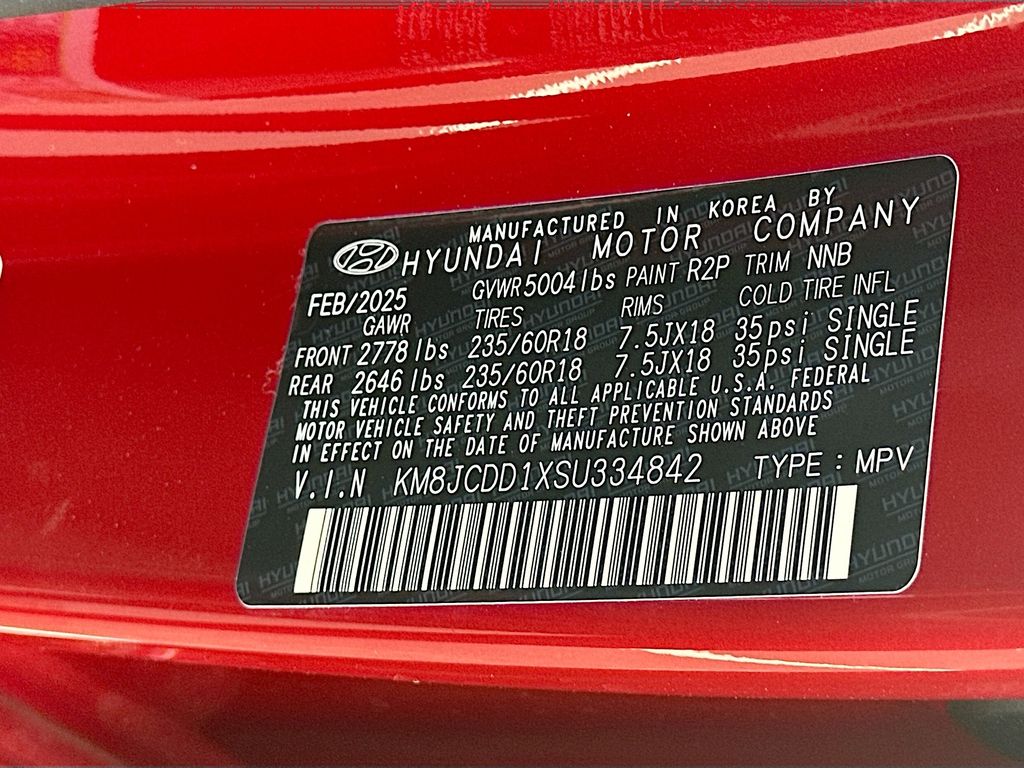 MANUFACTURED IN KOREA BY
HYUNDAI MOTOR COMPANY
FEB/2025 GVWR5004lbs PAINT R2P TRIM NNB
GAWR TIRES RIMS COLD TIRE INFL
FRONT 2778 lbs 235/60R18 7.5JX18 35psi SINGLE
REAR 2646 lbs 235/60R18 7.5JX18 35psi SINGLE
THIS VEHICLE CONFORMS TO ALL APPLICABLE U.S.A. FEDERAL
MOTOR VEHICLE SAFETY AND THEFT PREVENTION STANDARDS
IN EFFECT ON THE DATE OF MANUFACTURE SHOWN ABOVE
V.I.N KM8JCDD1XSU334842 TYPE : MPV